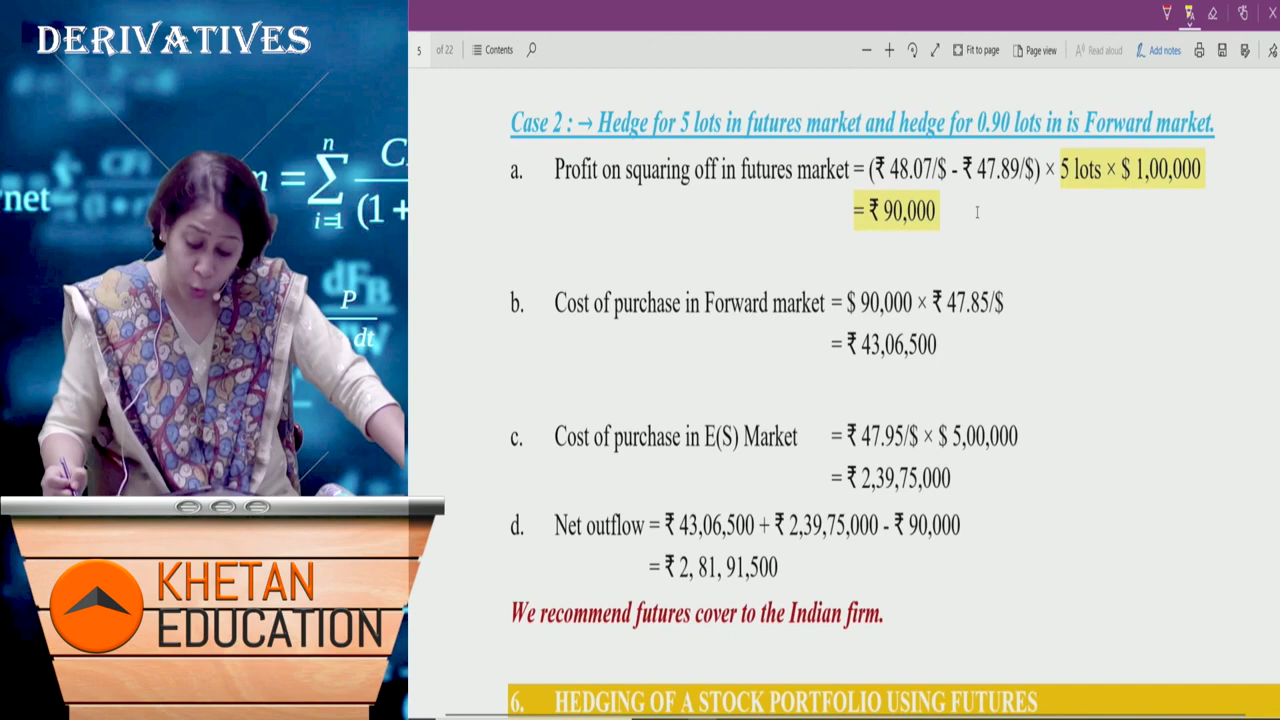 DERIVATIVES
net
n
C
= ∑
i=1
(1+
P
dt
KHETAN
EDUCATION
5 of 22 Contents Fit to page Page view Read aloud Add notes
Case 2 : → Hedge for 5 lots in futures market and hedge for 0.90 lots in is Forward market.
a. Profit on squaring off in futures market = (₹ 48.07/$ - ₹ 47.89/$) × 5 lots × $ 1,00,000
= ₹ 90,000
b. Cost of purchase in Forward market = $ 90,000 × ₹ 47.85/$
= ₹ 43,06,500
c. Cost of purchase in E(S) Market = ₹ 47.95/$ × $ 5,00,000
= ₹ 2,39,75,000
d. Net outflow = ₹ 43,06,500 + ₹ 2,39,75,000 - ₹ 90,000
= ₹ 2, 81, 91,500
We recommend futures cover to the Indian firm.
6. HEDGING OF A STOCK PORTFOLIO USING FUTURES